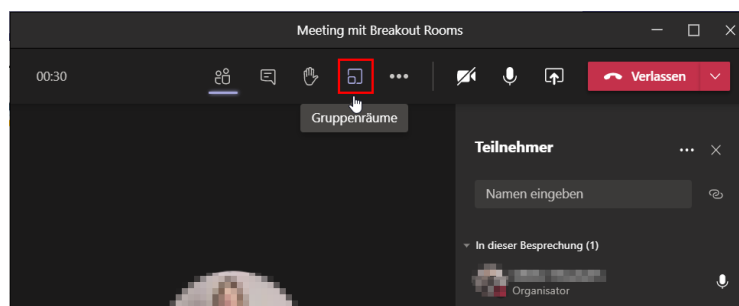 Meeting mit Breakout Rooms
00:30
Verlassen
Gruppenräume
Teilnehmer
Namen eingeben
In dieser Besprechung (1)
Organisator